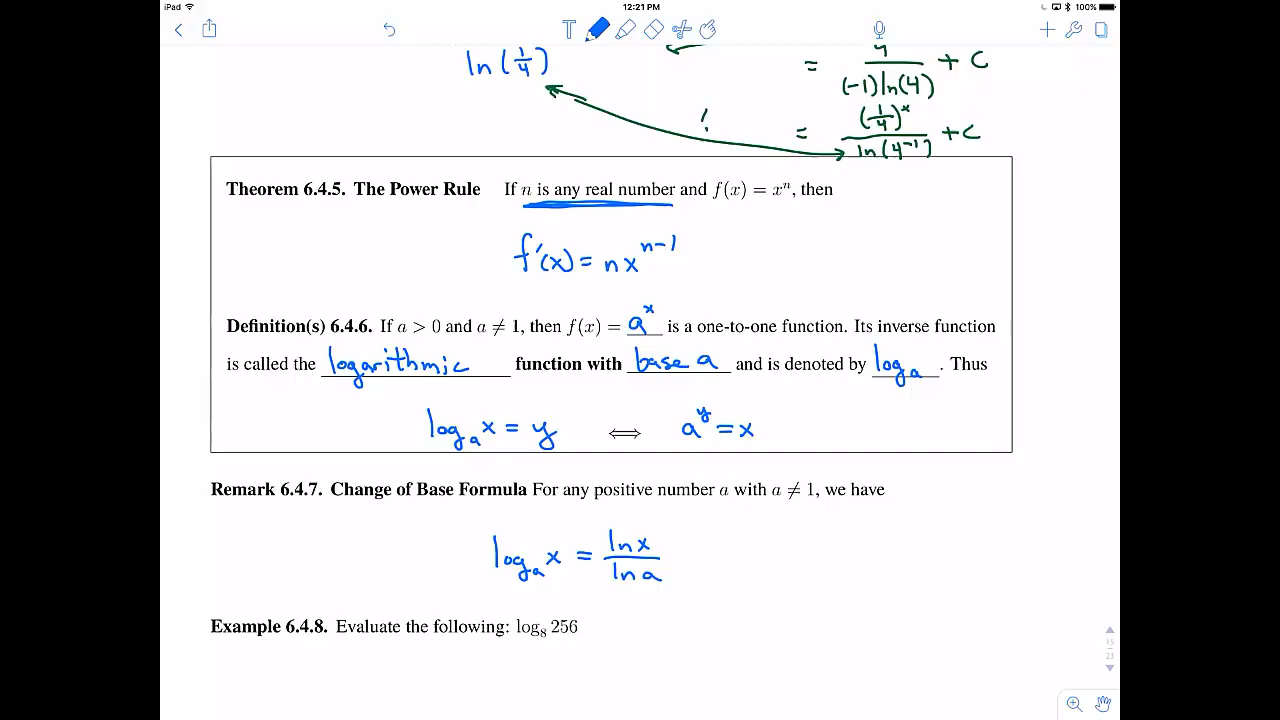 iPad 12:21 PM 100%
T
ln(1/4)
= 4 / (-1)ln(4) + C
!
= (1/4)^x / ln(4^-1) + C
Theorem 6.4.5. The Power Rule If n is any real number and f(x) = x^n, then
f'(x) = nx^(n-1)
Definition(s) 6.4.6. If a > 0 and a ≠ 1, then f(x) = a^x is a one-to-one function. Its inverse function
is called the logarithmic function with base a and is denoted by log_a. Thus
log_a x = y ⟺ a^y = x
Remark 6.4.7. Change of Base Formula For any positive number a with a ≠ 1, we have
log_a x = ln x / ln a
Example 6.4.8. Evaluate the following: log_8 256
15
23